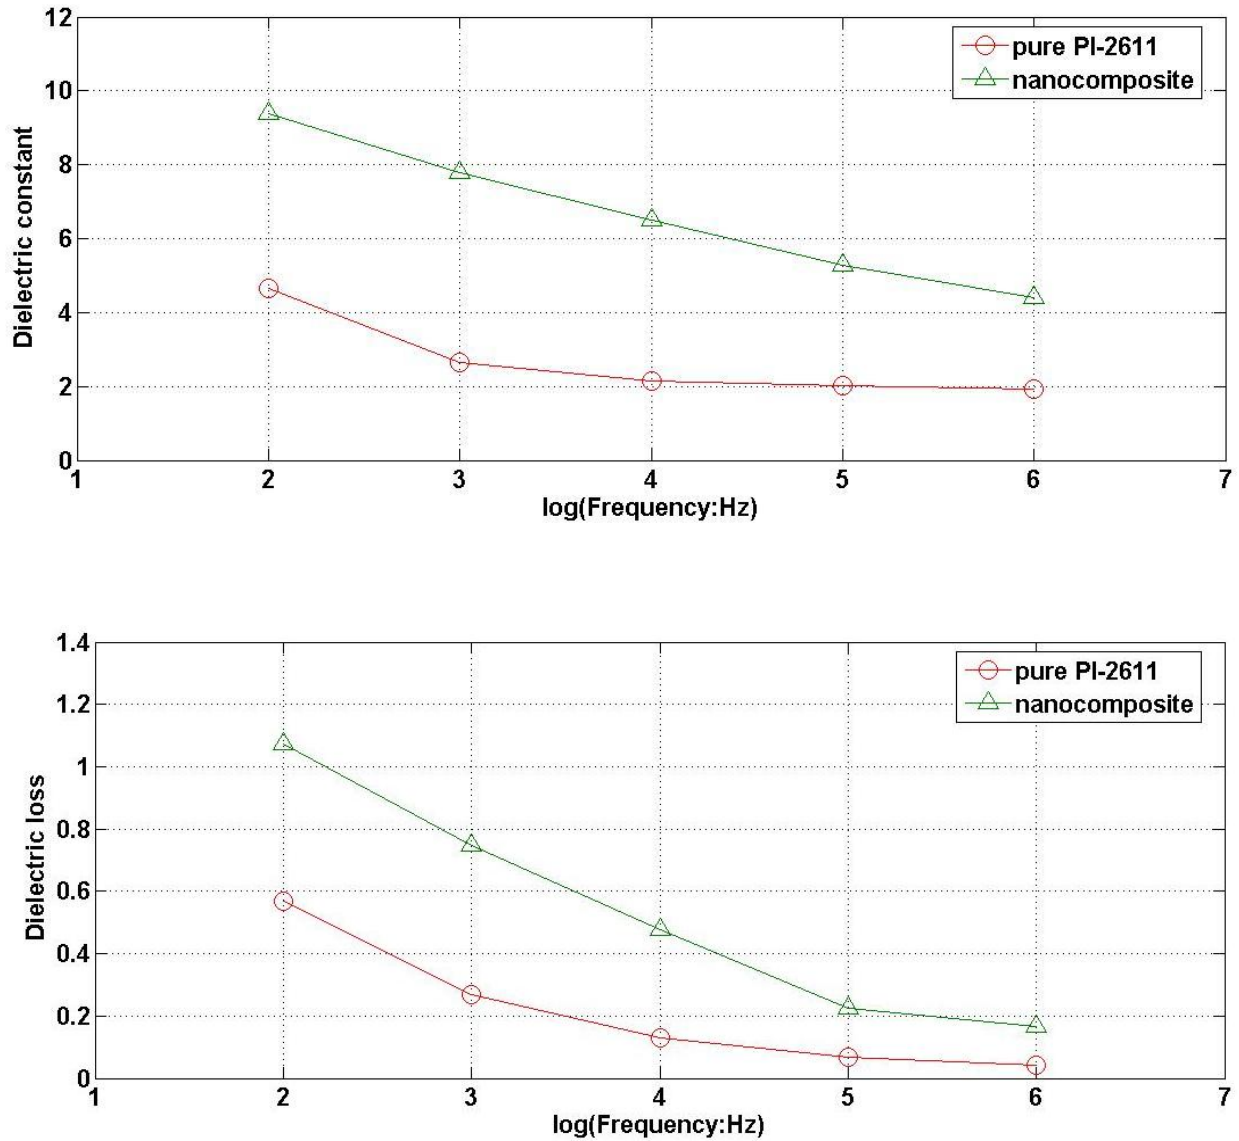 12
10
8
6
4
2
0
Dielectric constant
pure PI-2611
nanocomposite
1 2 3 4 5 6 7
log(Frequency:Hz)
1.4
1.2
1
0.8
0.6
0.4
0.2
0
Dielectric loss
pure PI-2611
nanocomposite
1 2 3 4 5 6 7
log(Frequency:Hz)